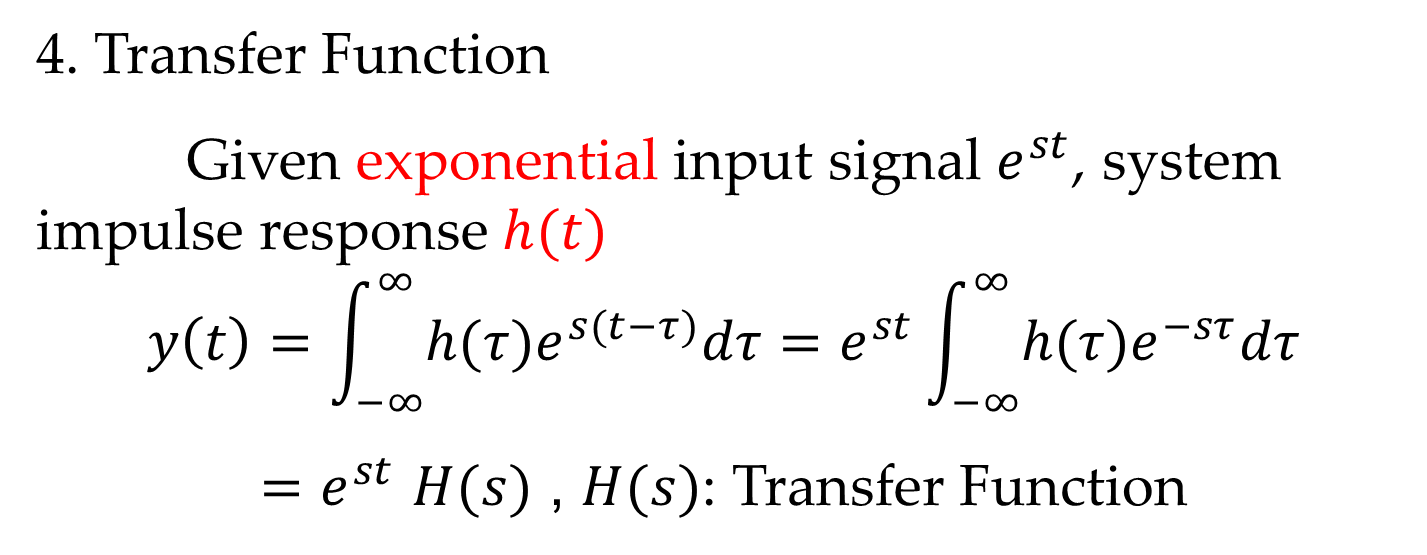 4. Transfer Function
Given exponential input signal e^{st}, system
impulse response h(t)
y(t) = ∫_{−∞}^{∞} h(τ)e^{s(t−τ)}dτ = e^{st} ∫_{−∞}^{∞} h(τ)e^{−sτ}dτ
= e^{st} H(s) , H(s): Transfer Function